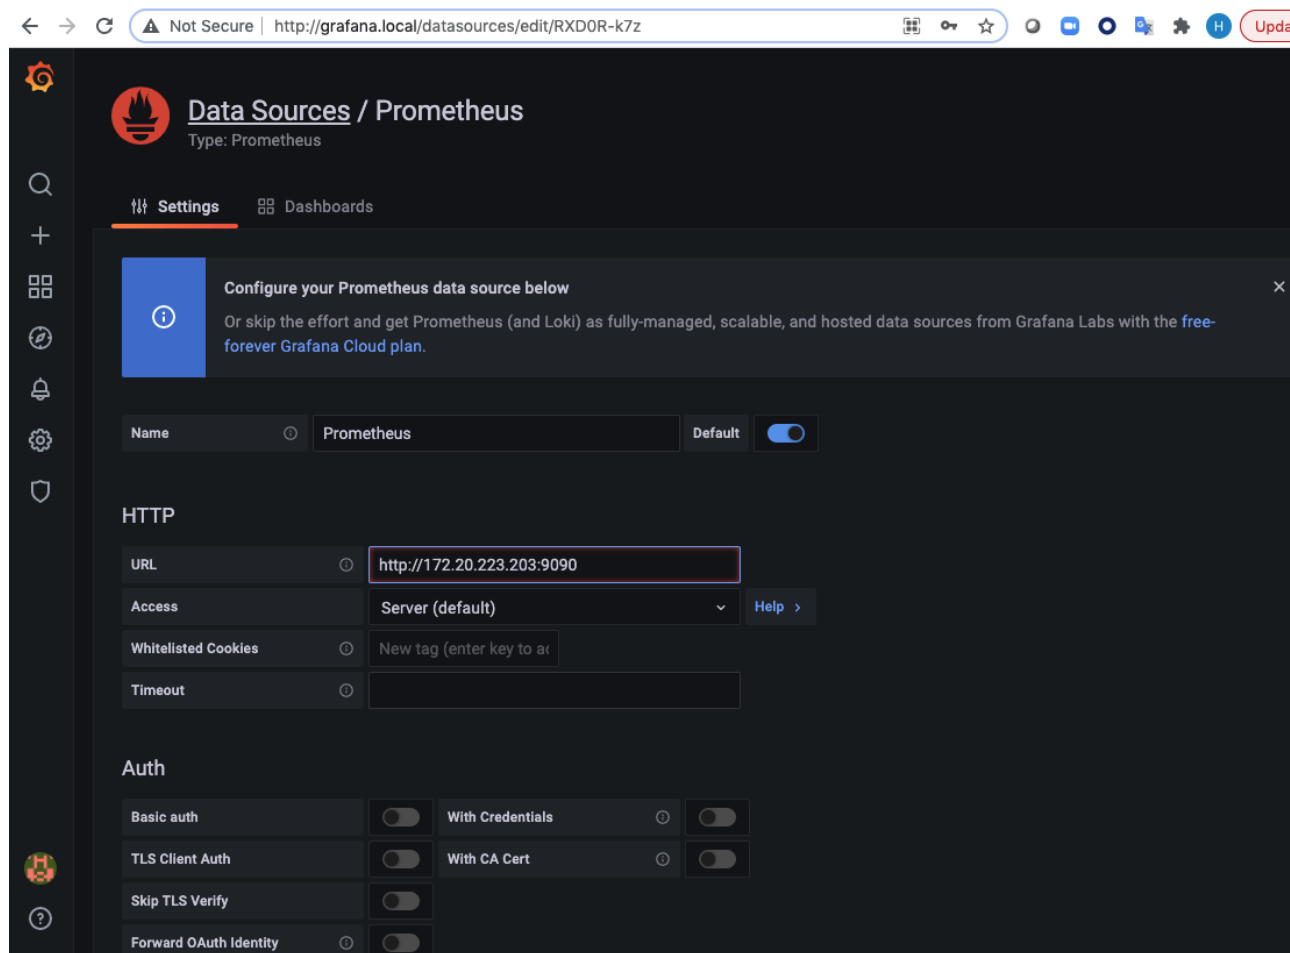 Not Secure | http://grafana.local/datasources/edit/RXD0R-k7z
H
Upda
Data Sources / Prometheus
Type: Prometheus
Settings
Dashboards
Configure your Prometheus data source below
Or skip the effort and get Prometheus (and Loki) as fully-managed, scalable, and hosted data sources from Grafana Labs with the free-
forever Grafana Cloud plan.
Name
Prometheus
Default
HTTP
URL
http://172.20.223.203:9090
Access
Server (default)
Help >
Whitelisted Cookies
New tag (enter key to ac
Timeout
Auth
Basic auth
With Credentials
TLS Client Auth
With CA Cert
Skip TLS Verify
Forward OAuth Identity